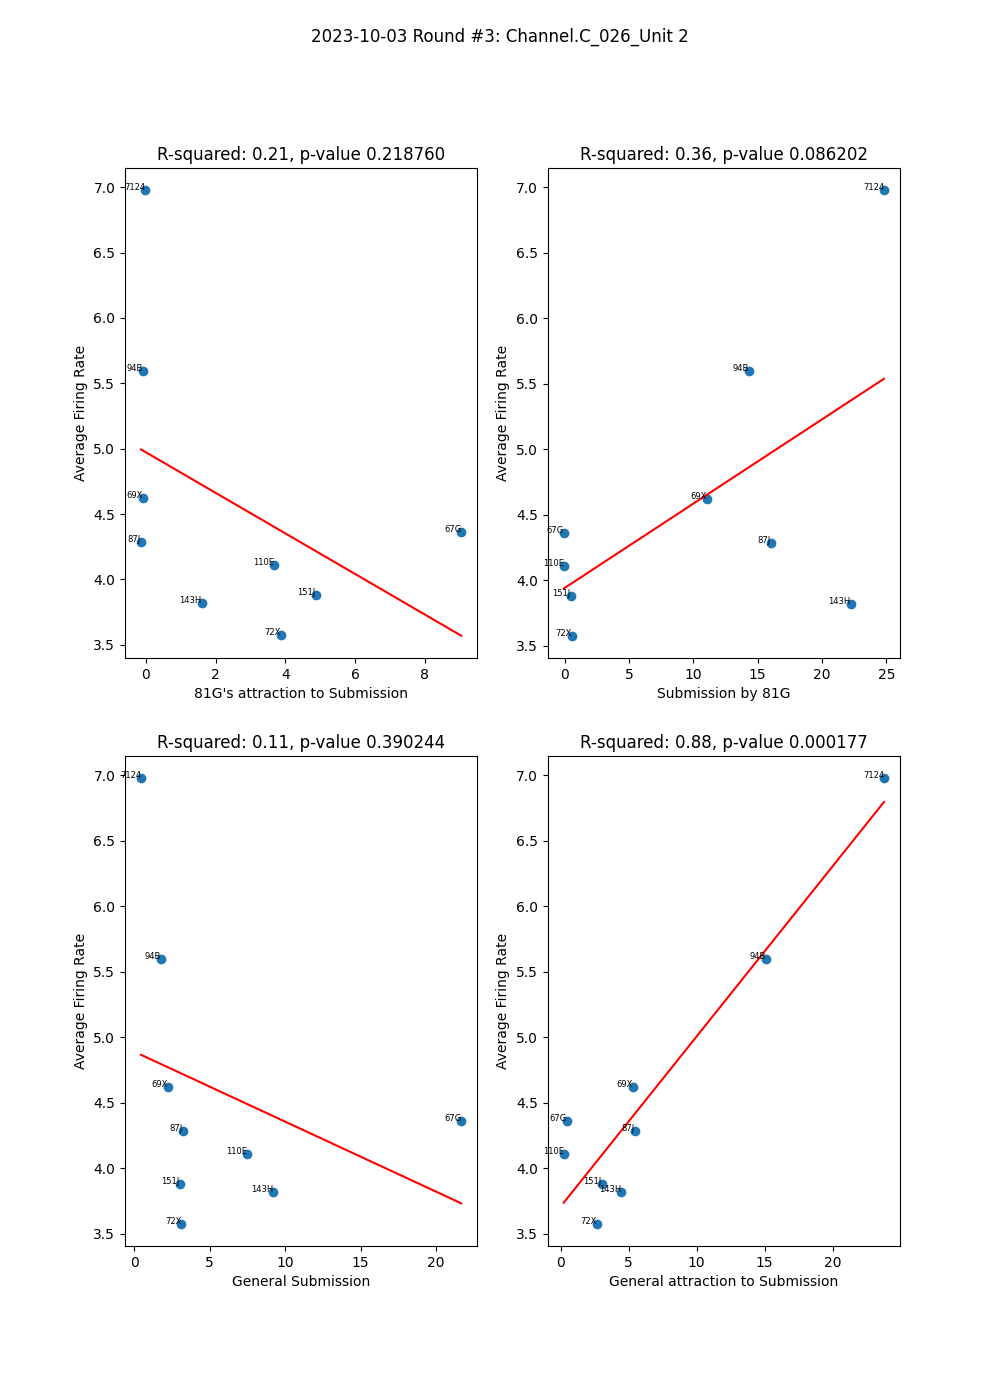 2023-10-03 Round #3: Channel.C_026_Unit 2
R-squared: 0.21, p-value 0.218760
7.0
6.5
6.0
5.5
5.0
4.5
4.0
3.5
Average Firing Rate
7124
94B
69X
87J
67G
110E
151J
143H
72X
0 2 4 6 8
81G's attraction to Submission
R-squared: 0.36, p-value 0.086202
7.0
6.5
6.0
5.5
5.0
4.5
4.0
3.5
Average Firing Rate
7124
94B
69X
67G
87J
110E
151J
143H
72X
0 5 10 15 20 25
Submission by 81G
R-squared: 0.11, p-value 0.390244
7.0
6.5
6.0
5.5
5.0
4.5
4.0
3.5
Average Firing Rate
7124
94B
69X
67G
87J
110E
151J
143H
72X
0 5 10 15 20
General Submission
R-squared: 0.88, p-value 0.000177
7.0
6.5
6.0
5.5
5.0
4.5
4.0
3.5
Average Firing Rate
7124
94B
69X
67G
87J
110E
151J
143H
72X
0 5 10 15 20
General attraction to Submission